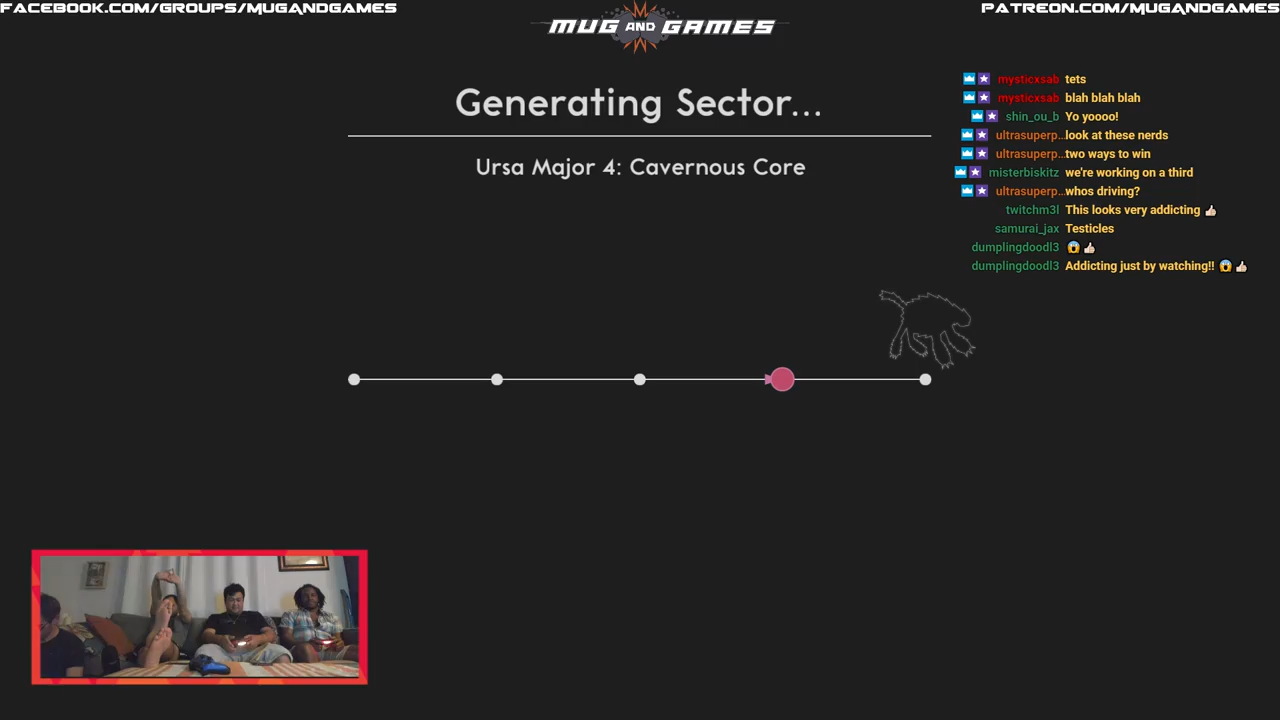 FACEBOOK.COM/GROUPS/MUGANDGAMES
MUG AND GAMES
PATREON.COM/MUGANDGAMES
Generating Sector...
Ursa Major 4: Cavernous Core
mysticxsab tets
mysticxsab blah blah blah
shin_ou_b Yo yoooo!
ultrasuperp... look at these nerds
ultrasuperp... two ways to win
misterbiskitz we're working on a third
ultrasuperp... whos driving?
twitchm3l This looks very addicting 👍🏻
samurai_jax Testicles
dumplingdoodl3 😱👍🏻
dumplingdoodl3 Addicting just by watching!! 😱👍🏻